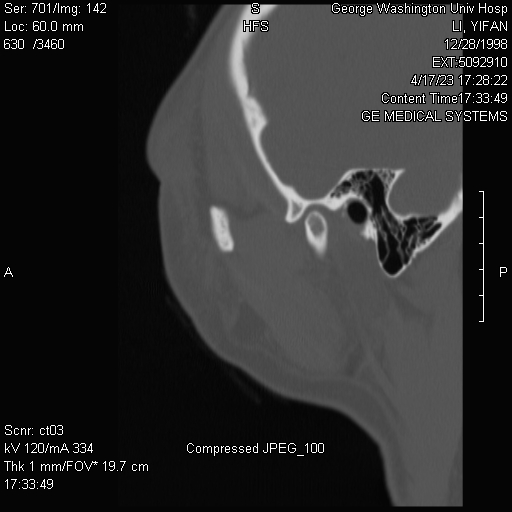 Ser: 701/Img: 142
Loc: 60.0 mm
630 /3460
S
HFS
George Washington Univ Hosp
LI, YIFAN
12/28/1998
EXT:5092910
4/17/23 17:28:22
Content Time17:33:49
GE MEDICAL SYSTEMS
A
P
Scnr: ct03
kV 120/mA 334
Thk 1 mm/FOV* 19.7 cm
17:33:49
Compressed JPEG_100